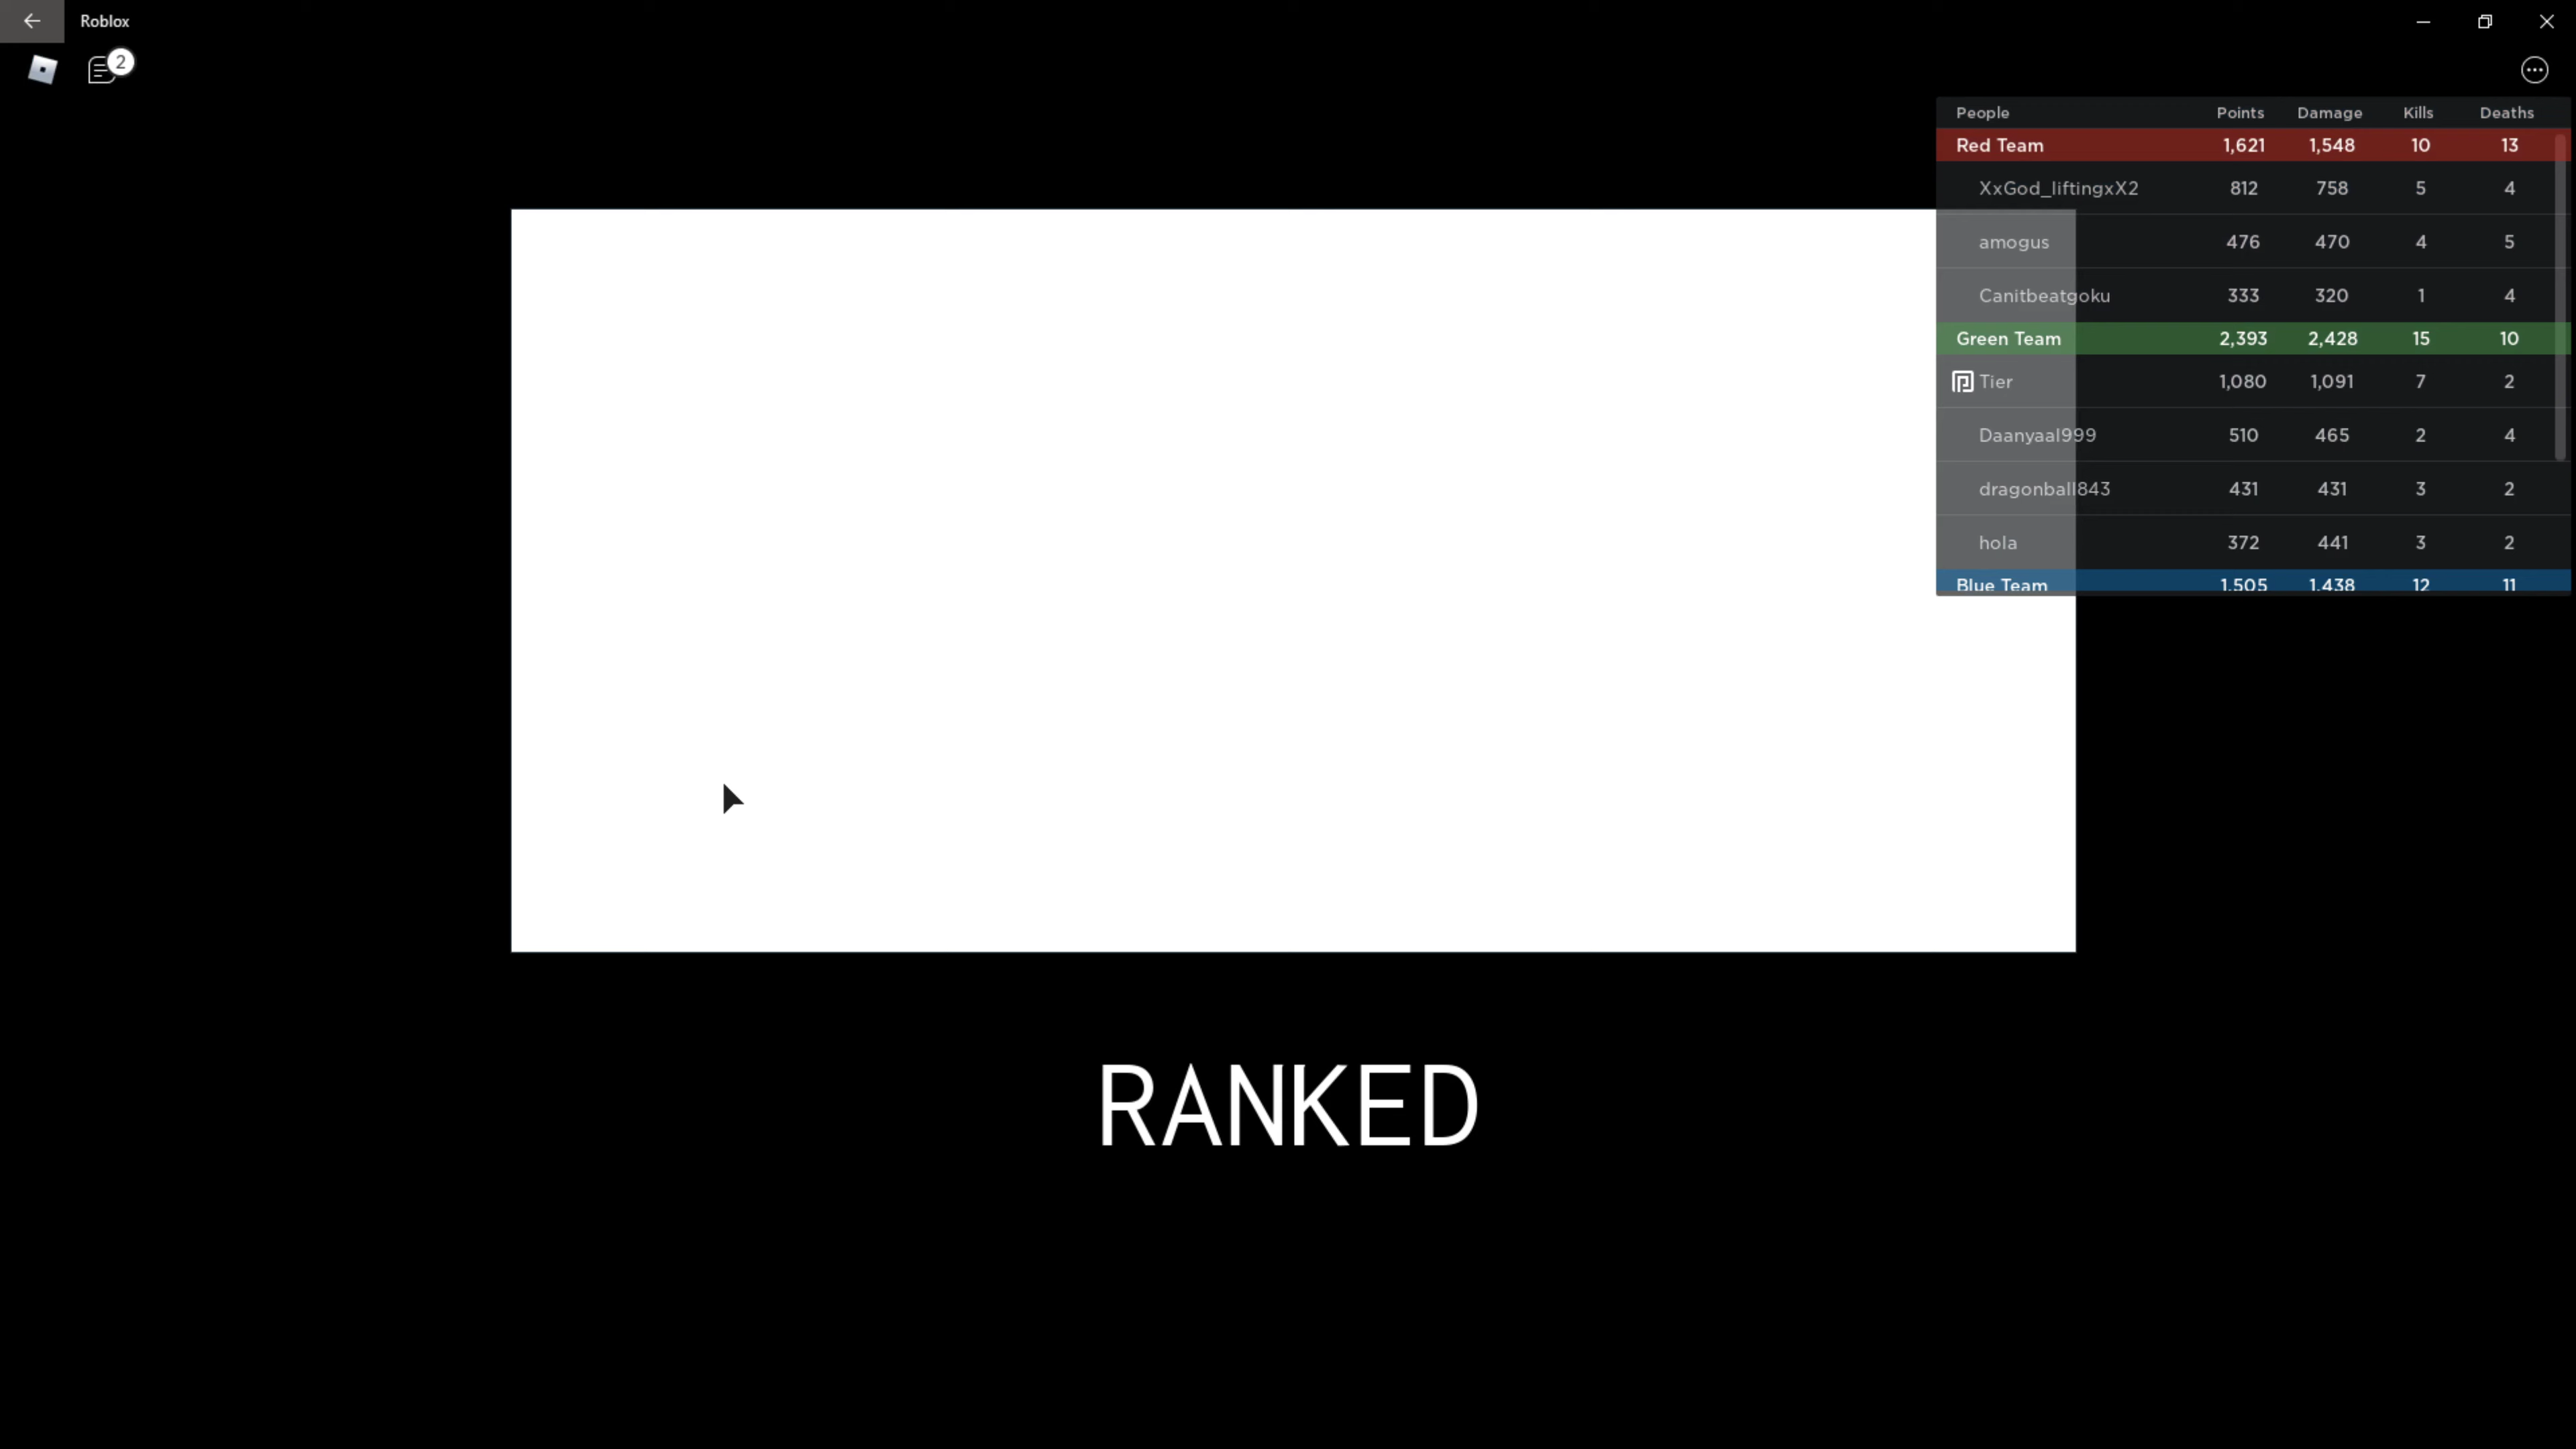 Roblox
2
People Points Damage Kills Deaths
Red Team 1,621 1,548 10 13
XxGod_liftingxX2 812 758 5 4
amogus 476 470 4 5
Canitbeatgoku 333 320 1 4
Green Team 2,393 2,428 15 10
Tier 1,080 1,091 7 2
Daanyaal999 510 465 2 4
dragonball843 431 431 3 2
hola 372 441 3 2
Blue Team 1,505 1,438 12 11
RANKED